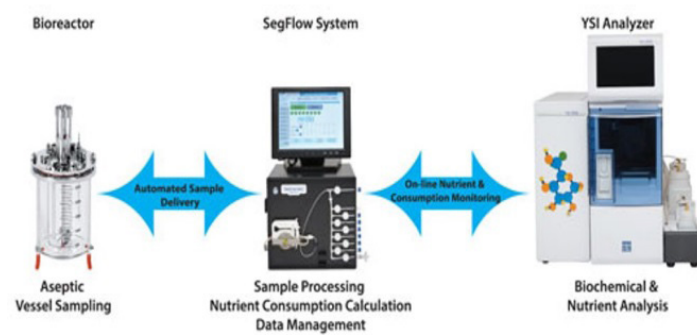 Bioreactor
SegFlow System
YSI Analyzer
Automated Sample
Delivery
On-line Nutrient &
Consumption Monitoring
Aseptic
Vessel Sampling
Sample Processing
Nutrient Consumption Calculation
Data Management
Biochemical &
Nutrient Analysis